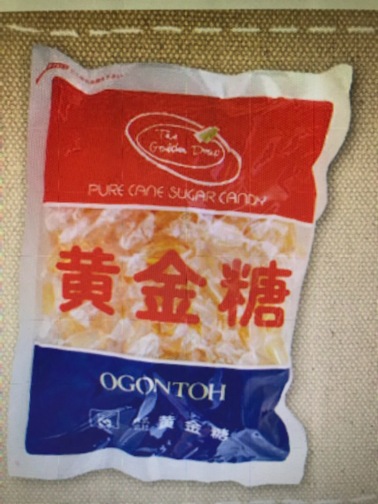 The
Golden Drop
PURE CANE SUGAR CANDY
黄金糖
OGONTOH
黄金糖